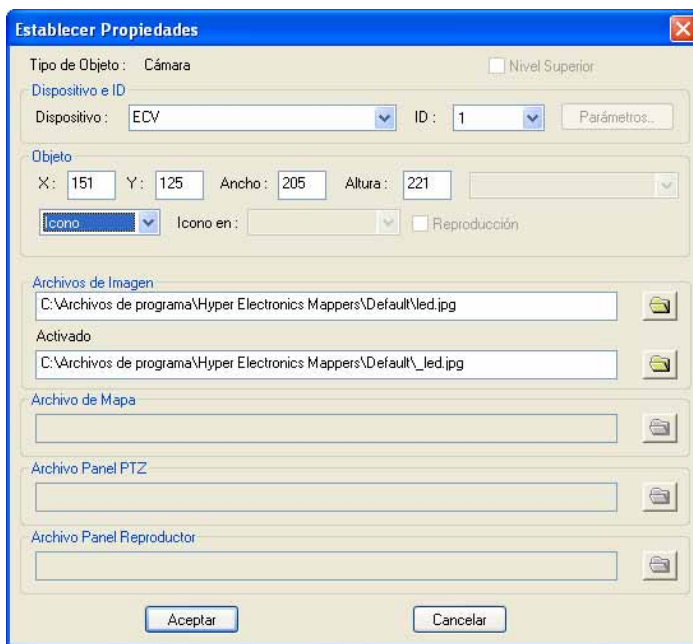 Establecer Propiedades
Tipo de Objeto : Cámara Nivel Superior
Dispositivo e ID
Dispositivo : ECV ID : 1 Parámetros..
Objeto
X : 151 Y : 125 Ancho : 205 Altura : 221
Icono Icono en : Reproducción
Archivos de Imagen
C:\Archivos de programa\Hyper Electronics Mappers\Default\led.jpg
Activado
C:\Archivos de programa\Hyper Electronics Mappers\Default\_led.jpg
Archivo de Mapa
Archivo Panel PTZ
Archivo Panel Reproductor
Aceptar Cancelar